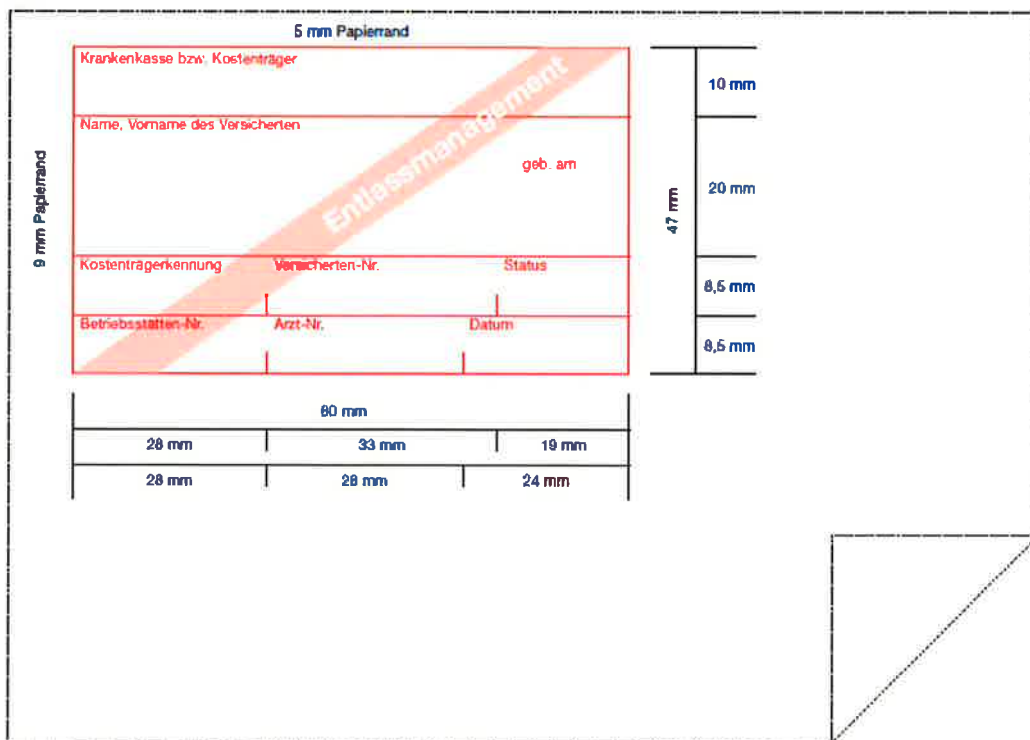 5 mm Papierrand
Krankenkasse bzw. Kostenträger
10 mm
Name, Vorname des Versicherten
Entlassmanagement
geb. am
9 mm Papierrand
47 mm
20 mm
Kostenträgerkennung
Versicherten-Nr.
Status
8,5 mm
Betriebsstätten-Nr.
Arzt-Nr.
Datum
8,5 mm
80 mm
28 mm
33 mm
19 mm
28 mm
28 mm
24 mm